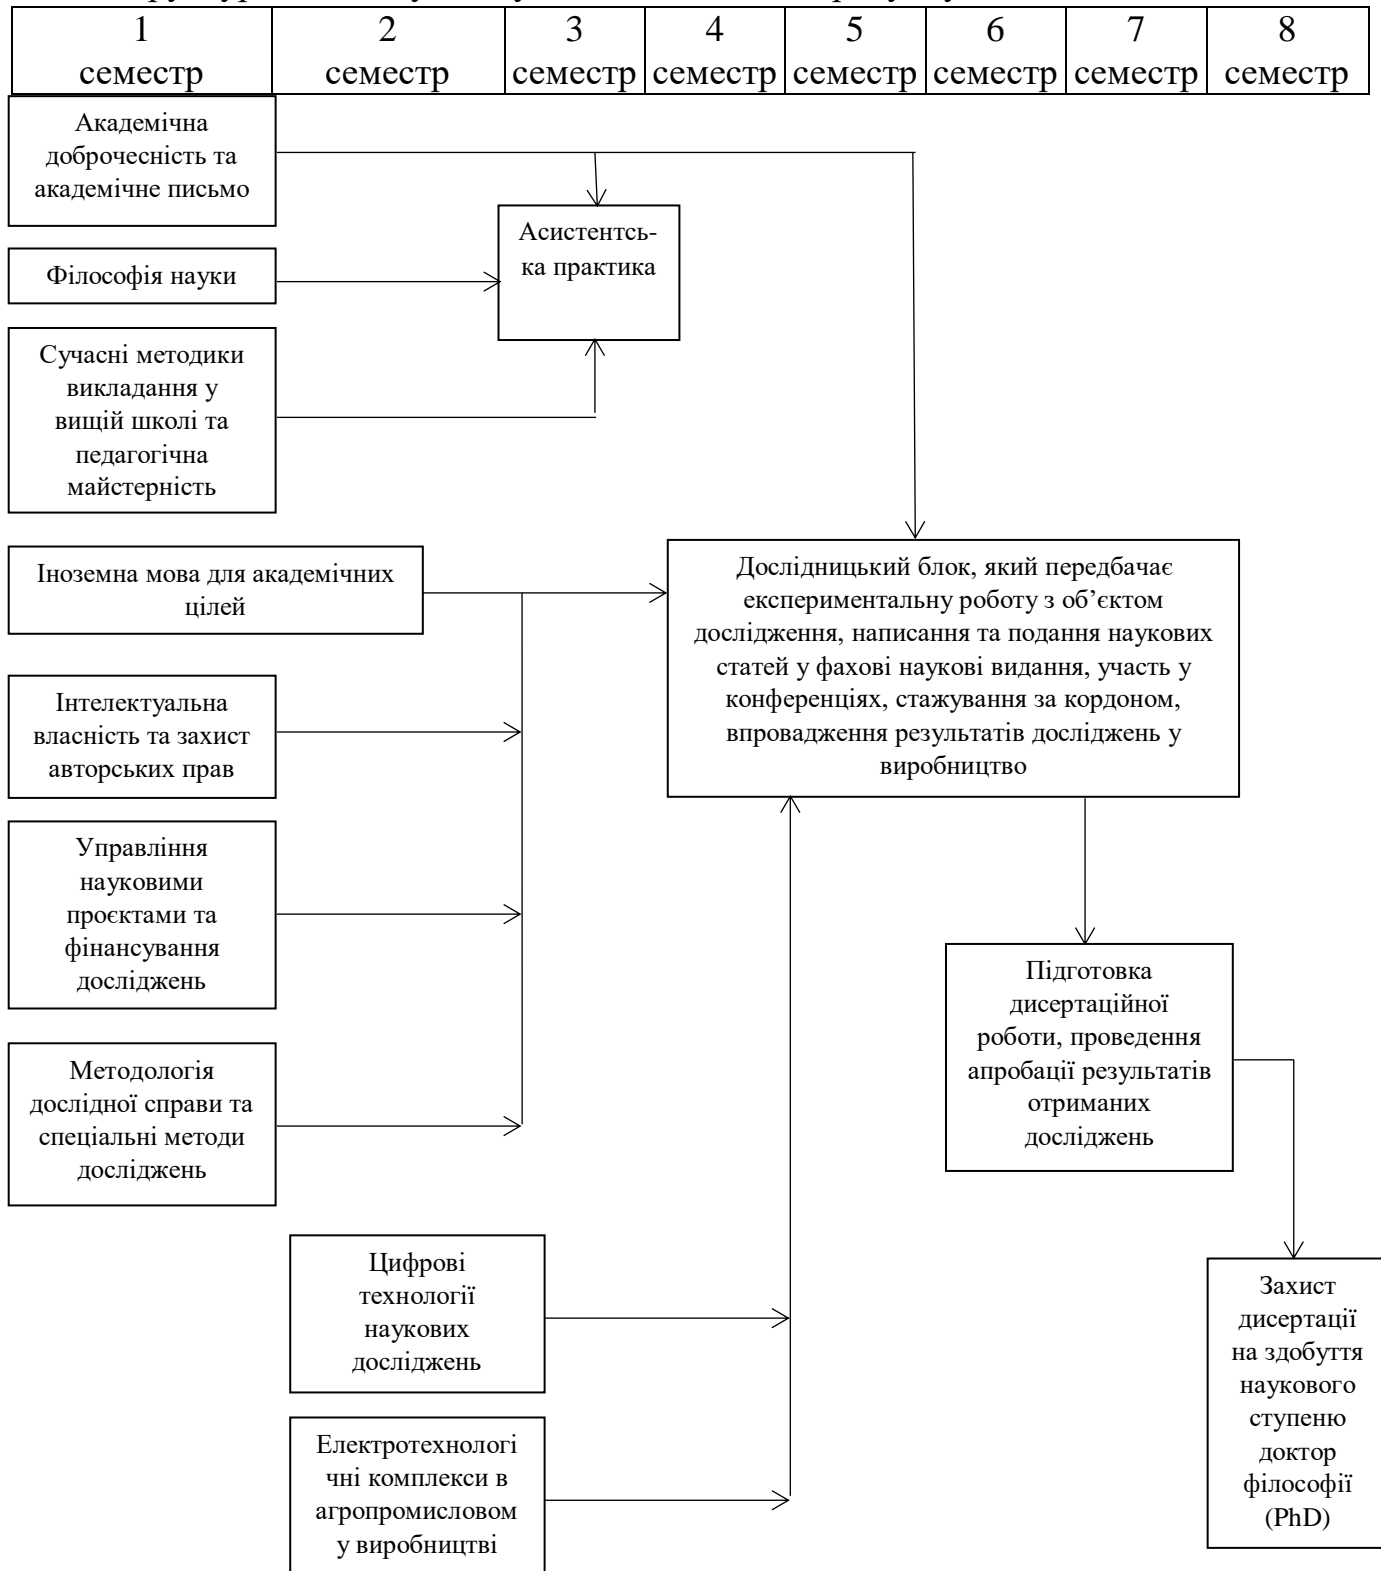 1
семестр
2
семестр
3
семестр
4
семестр
5
семестр
6
семестр
7
семестр
8
семестр
Академічна
доброчесність та
академічне письмо
Асистентсь-
ка практика
Філософія науки
Сучасні методики
викладання у
вищій школі та
педагогічна
майстерність
Іноземна мова для академічних
цілей
Дослідницький блок, який передбачає
експериментальну роботу з об’єктом
дослідження, написання та подання наукових
статей у фахові наукові видання, участь у
конференціях, стажування за кордоном,
впровадження результатів досліджень у
виробництво
Інтелектуальна
власність та захист
авторських прав
Управління
науковими
проєктами та
фінансування
досліджень
Підготовка
дисертаційної
роботи, проведення
апробації результатів
отриманих
досліджень
Методологія
дослідної справи та
спеціальні методи
досліджень
Цифрові
технології
наукових
досліджень
Захист
дисертації
на здобуття
наукового
ступеню
доктор
філософії
(PhD)
Електротехнологі
чні комплекси в
агропромисловом
у виробництві